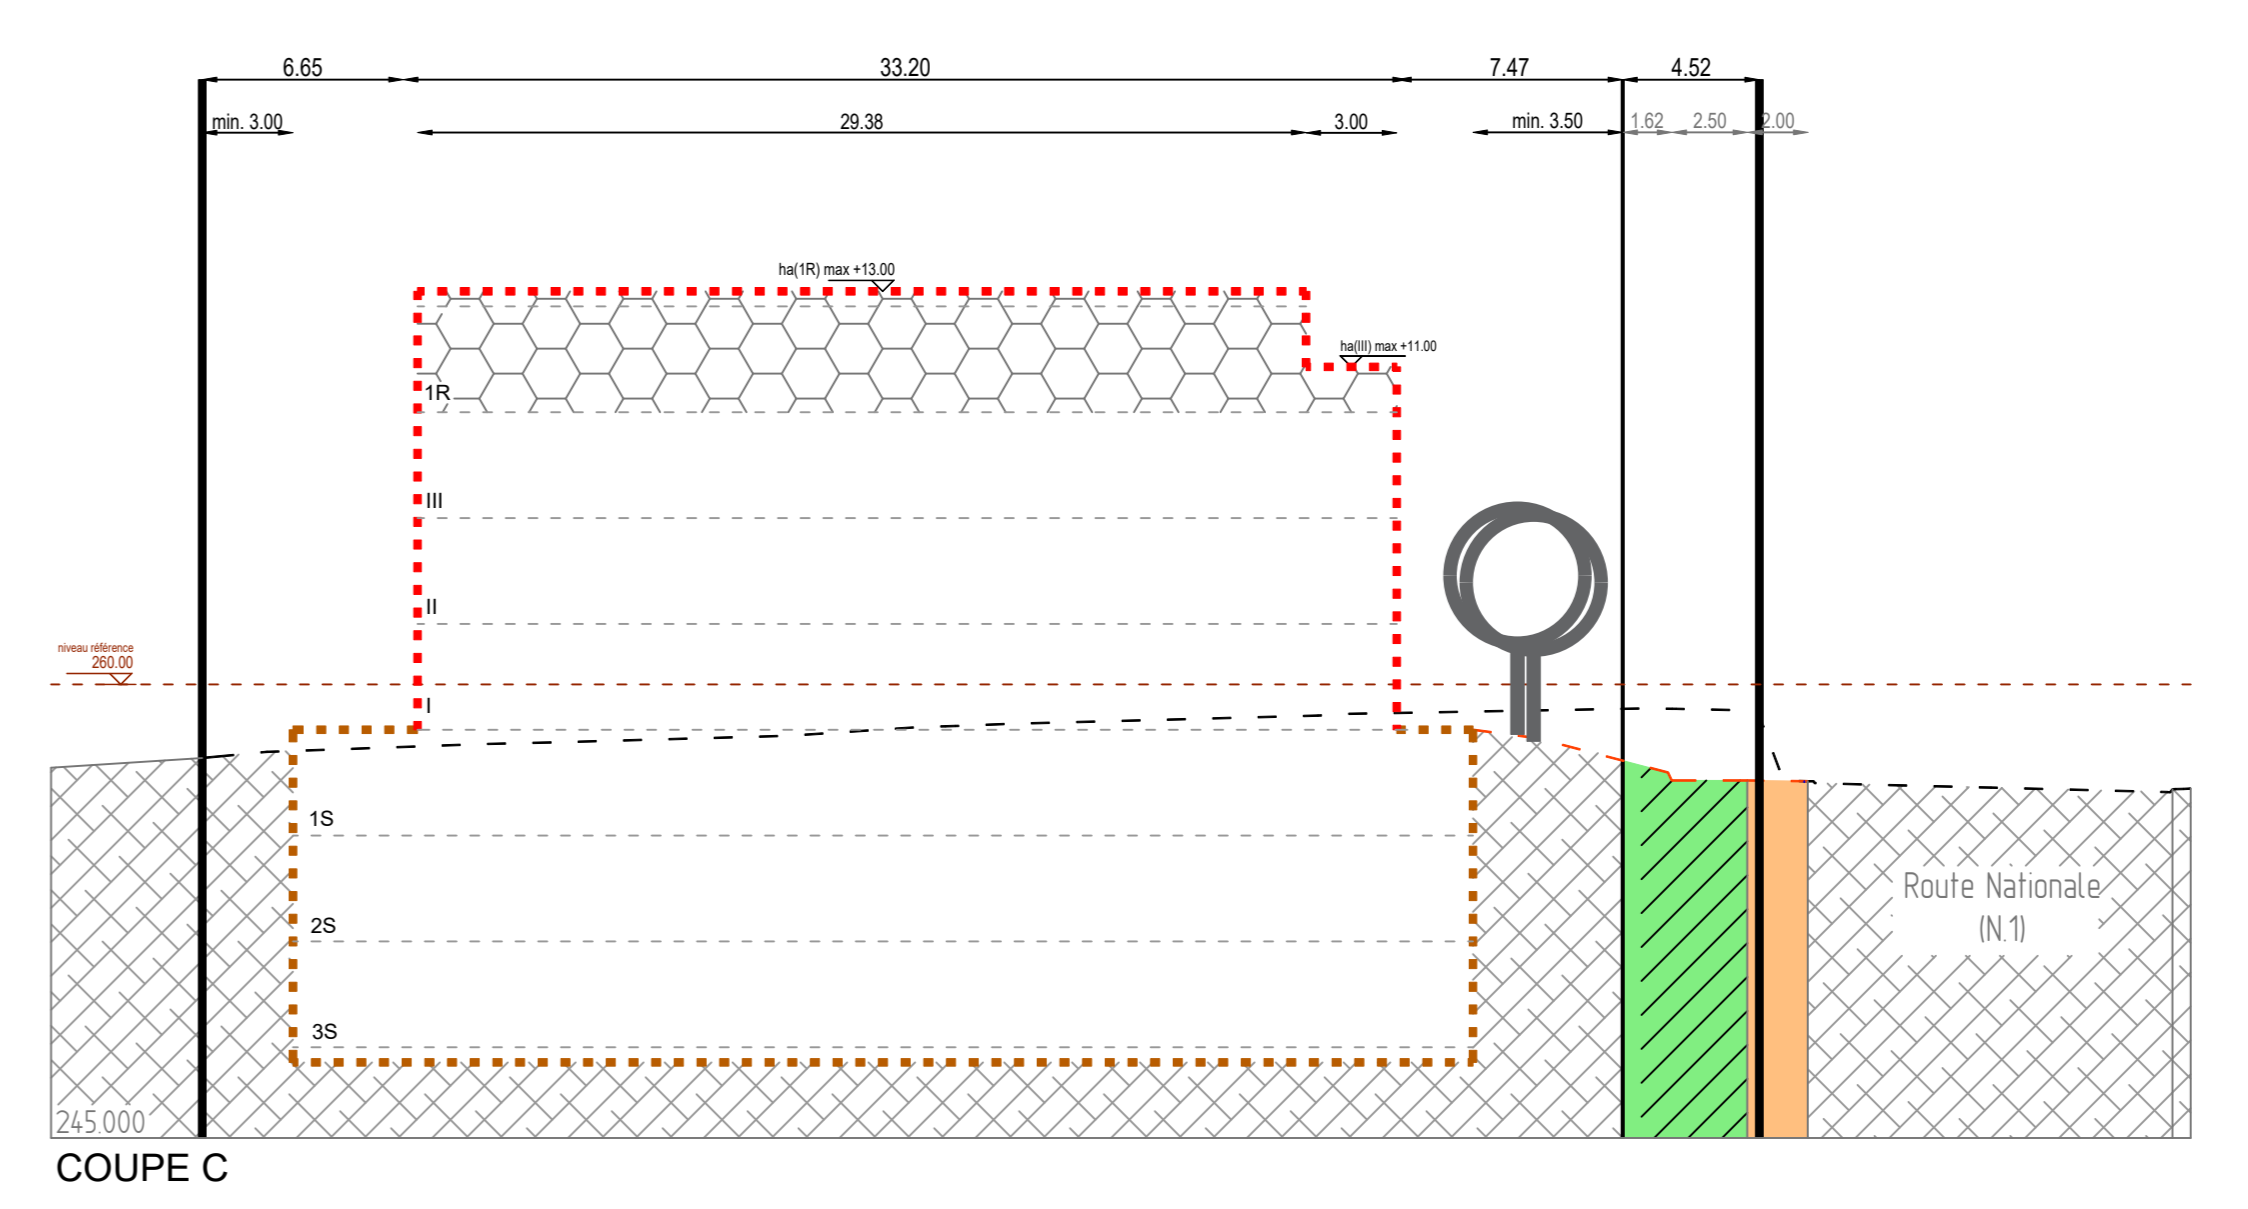 6.65 33.20 7.47 4.52
min. 3.00 29.38 3.00 min. 3.50 1.62 2.50 2.00
ha(1R) max +13.00
ha(III) max +11.00
1R
III
II
niveau référence
260.00
I
1S
2S
3S
Route Nationale
(N.1)
245.000
COUPE C